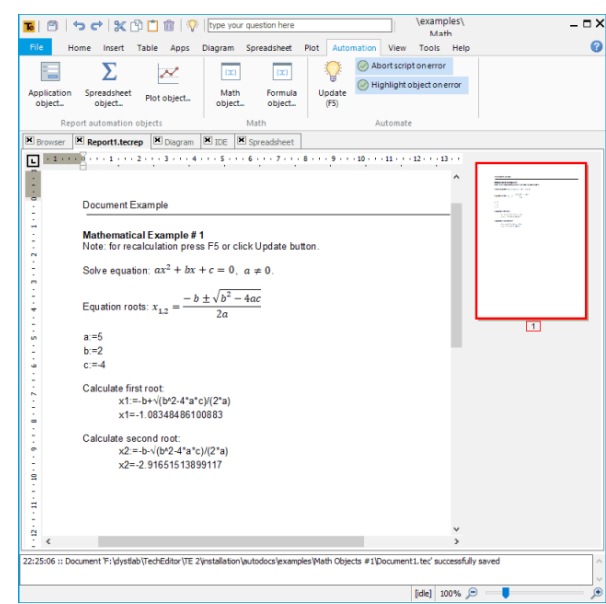 type your question here
\examples\
Math
File Home Insert Table Apps Diagram Spreadsheet Plot Automation View Tools Help
Application object... Spreadsheet object... Plot object... Math object... Formula object... Update (F5) Abort script on error
Highlight object on error
Report automation objects Math Automate
Browser Report1.tecrep Diagram IDE Spreadsheet
Document Example
Mathematical Example # 1
Note: for recalculation press F5 or click Update button.
Solve equation: ax² + bx + c = 0, a ≠ 0.
Equation roots: x₁,₂ = (−b ± √(b² − 4ac)) / 2a
a:=5
b:=2
c:=-4
Calculate first root:
x1:=-b+√(b^2-4*a*c)/(2*a)
x1=-1.08348486100883
Calculate second root:
x2:=-b-√(b^2-4*a*c)/(2*a)
x2=-2.91651513899117
1
22:25:06 :: Document 'F:\dystlab\TechEditor\TE 2\installation\autodocs\examples\Math Objects #1\Document1.tec' successfully saved
[idle] 100%